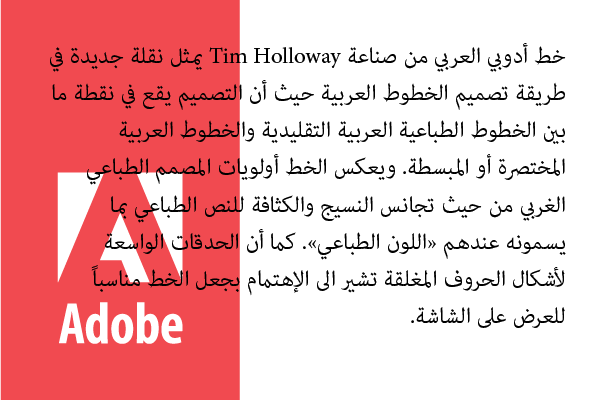 خط أدوبي العربي من صناعة Tim Holloway يمثل نقلة جديدة في
طريقة تصميم الخطوط العربية حيث أن التصميم يقع في نقطة ما
بين الخطوط الطباعية العربية التقليدية والخطوط العربية
المختصرة أو المبسطة. ويعكس الخط أولويات المصمم الطباعي
الغربي من حيث تجانس النسيج والكثافة للنص الطباعي بما
يسمونه عندهم «اللون الطباعي». كما أن الحدقات الواسعة
لأشكال الحروف المغلقة تشير الى الإهتمام بجعل الخط مناسباً
للعرض على الشاشة.
Adobe